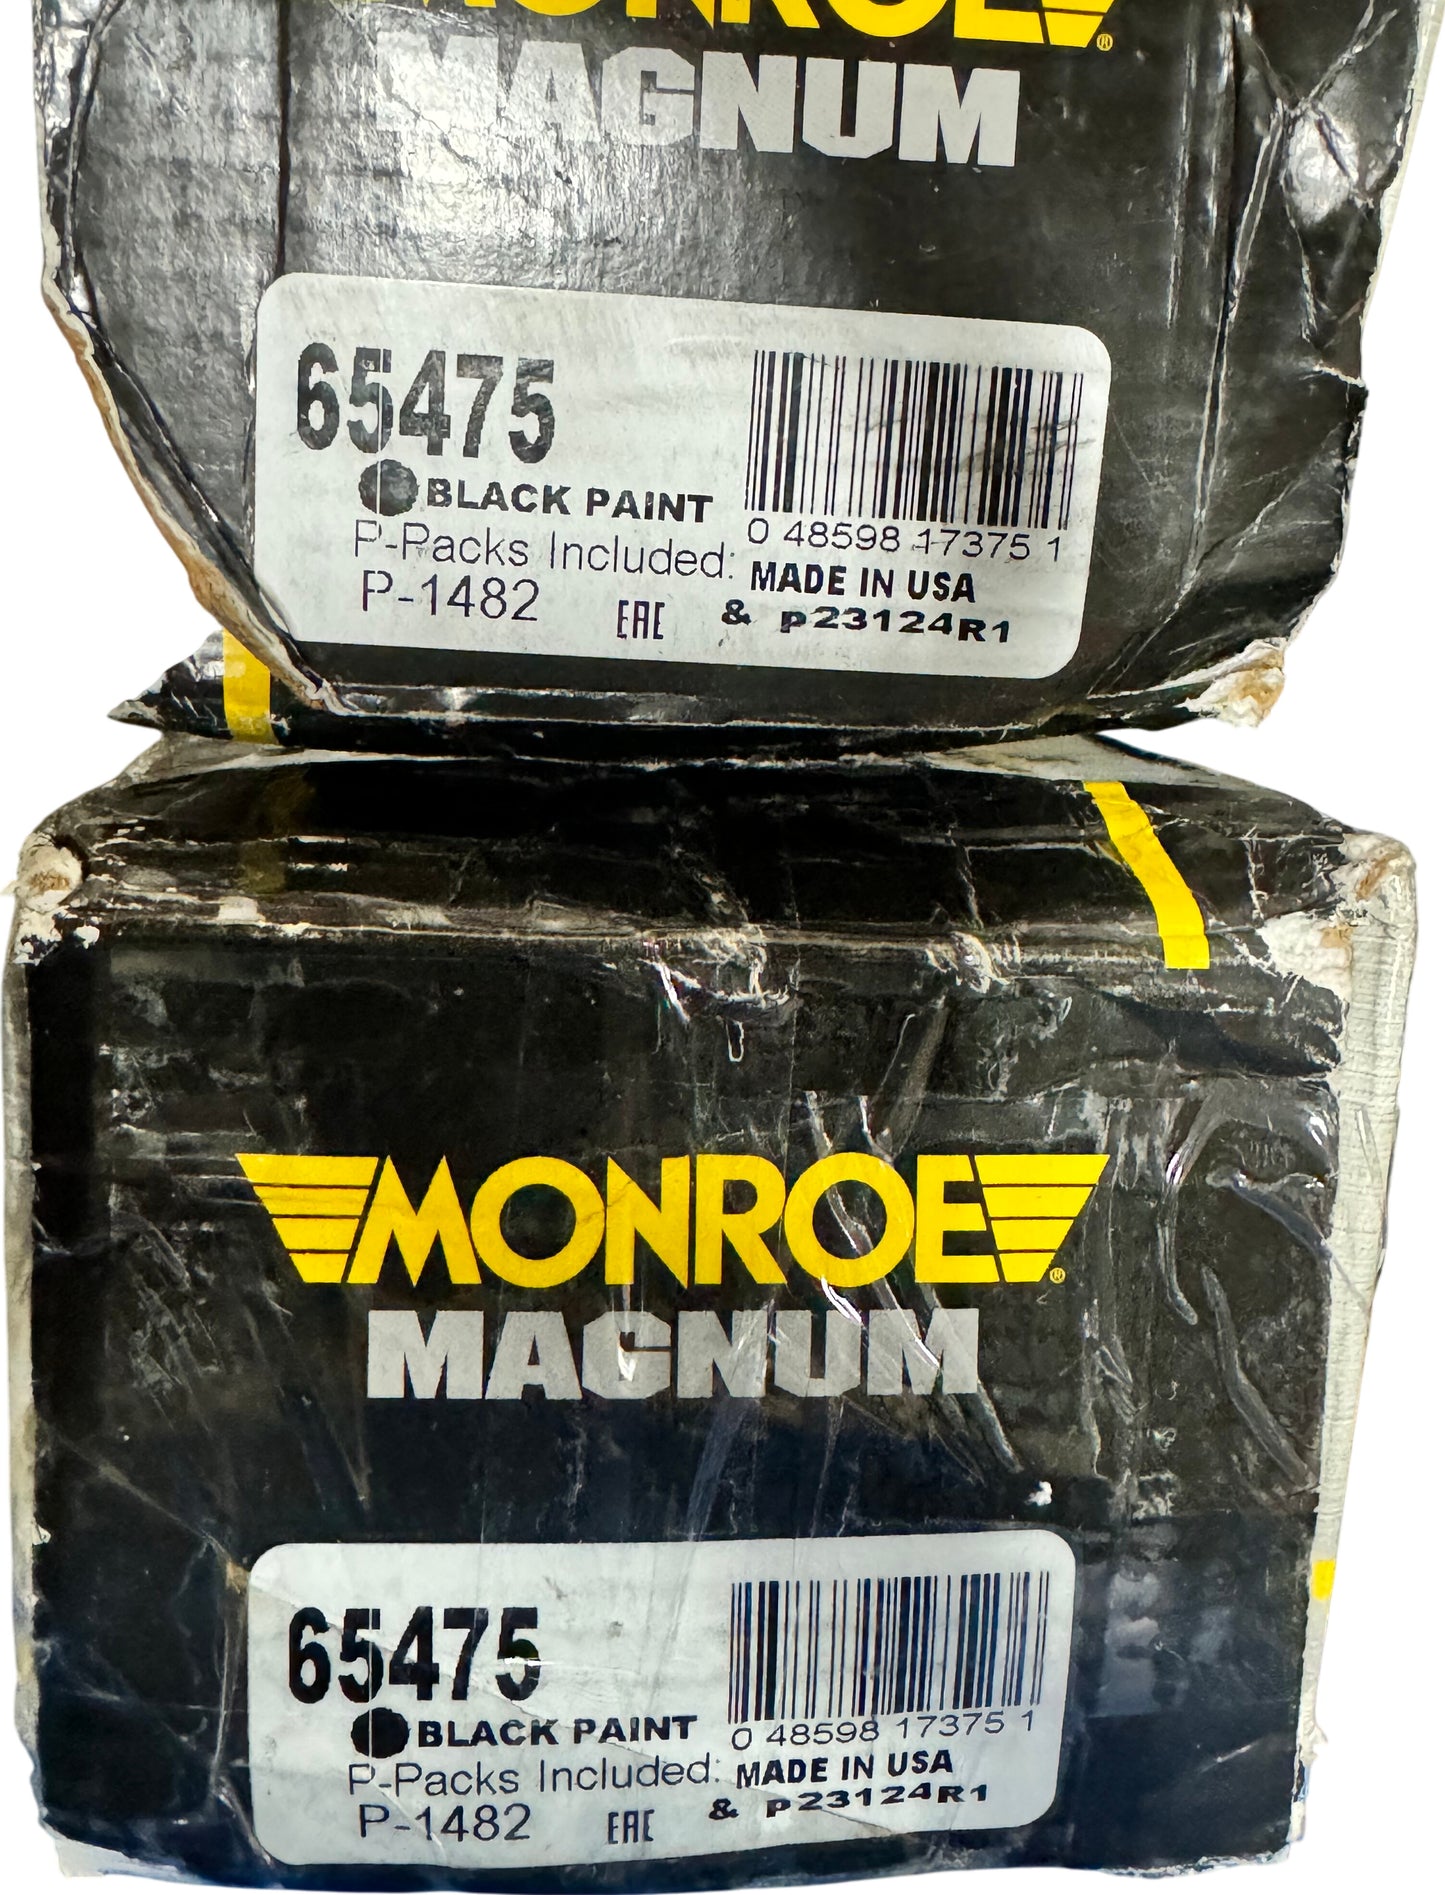 MONROE®
MAGNUM
65475
BLACK PAINT
P-Packs Included:
P-1482
EAC
0 48598 17375 1
MADE IN USA
& P23124R1
MONROE®
MAGNUM
65475
BLACK PAINT
P-Packs Included:
P-1482
EAC
0 48598 17375 1
MADE IN USA
& P23124R1